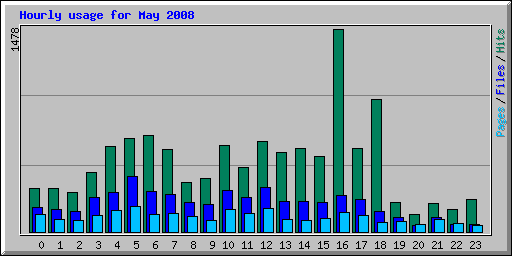 Hourly usage for May 2008
1478
Pages/Files/Hits
0 1 2 3 4 5 6 7 8 9 10 11 12 13 14 15 16 17 18 19 20 21 22 23